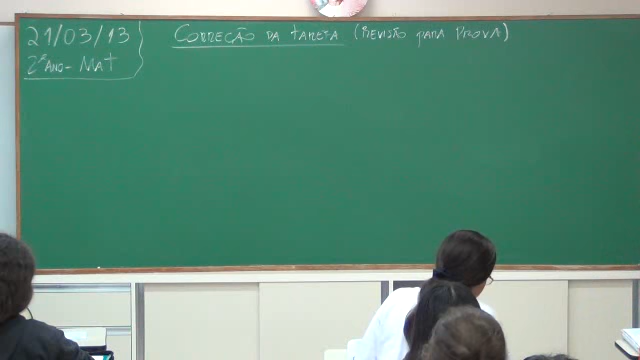 21/03/13
2º Ano - Mat
Correção da tarefa (Revisão para Prova)